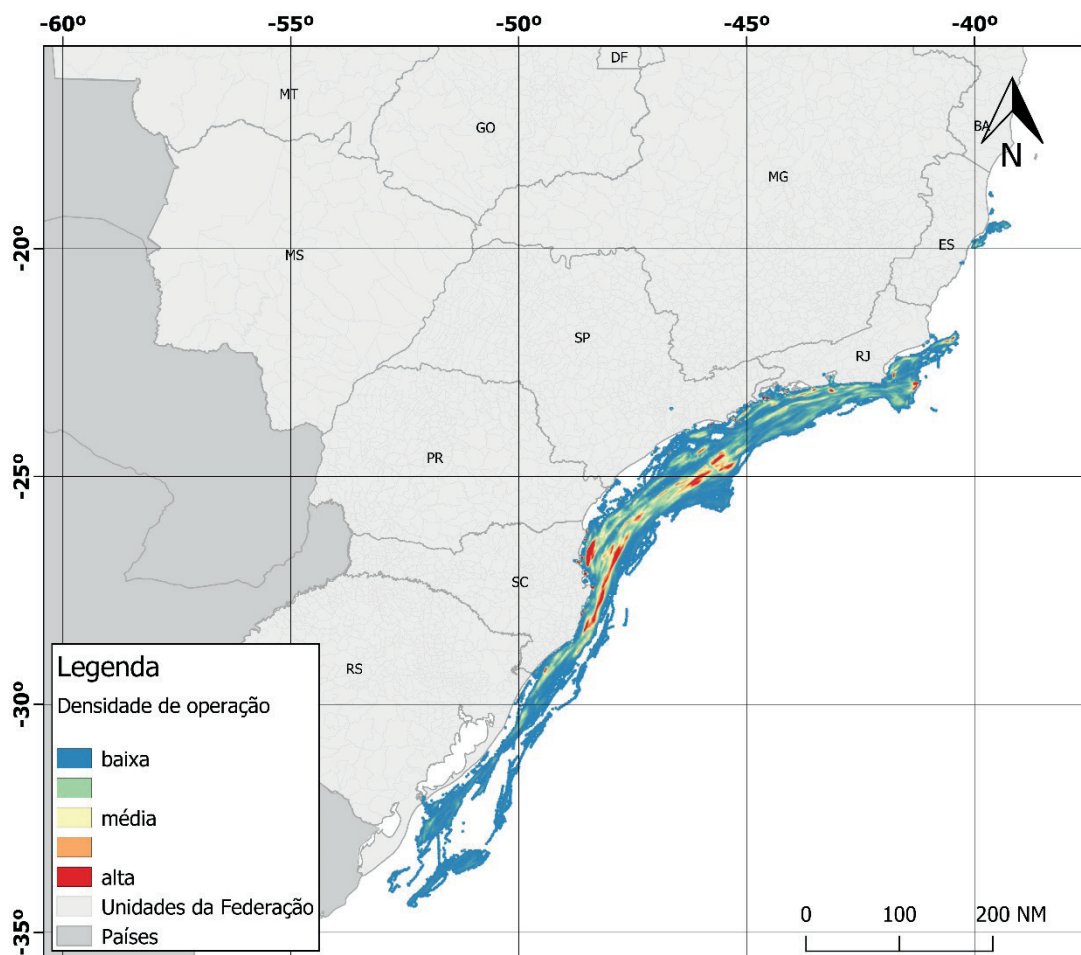 -60º -55º -50º -45º -40º
DF
MT
GO
BA
N
MG
-20º
ES
MS
SP
RJ
-25º
PR
SC
RS
-30º
Legenda
Densidade de operação
baixa
média
alta
Unidades da Federação
Países
0 100 200 NM
-35º